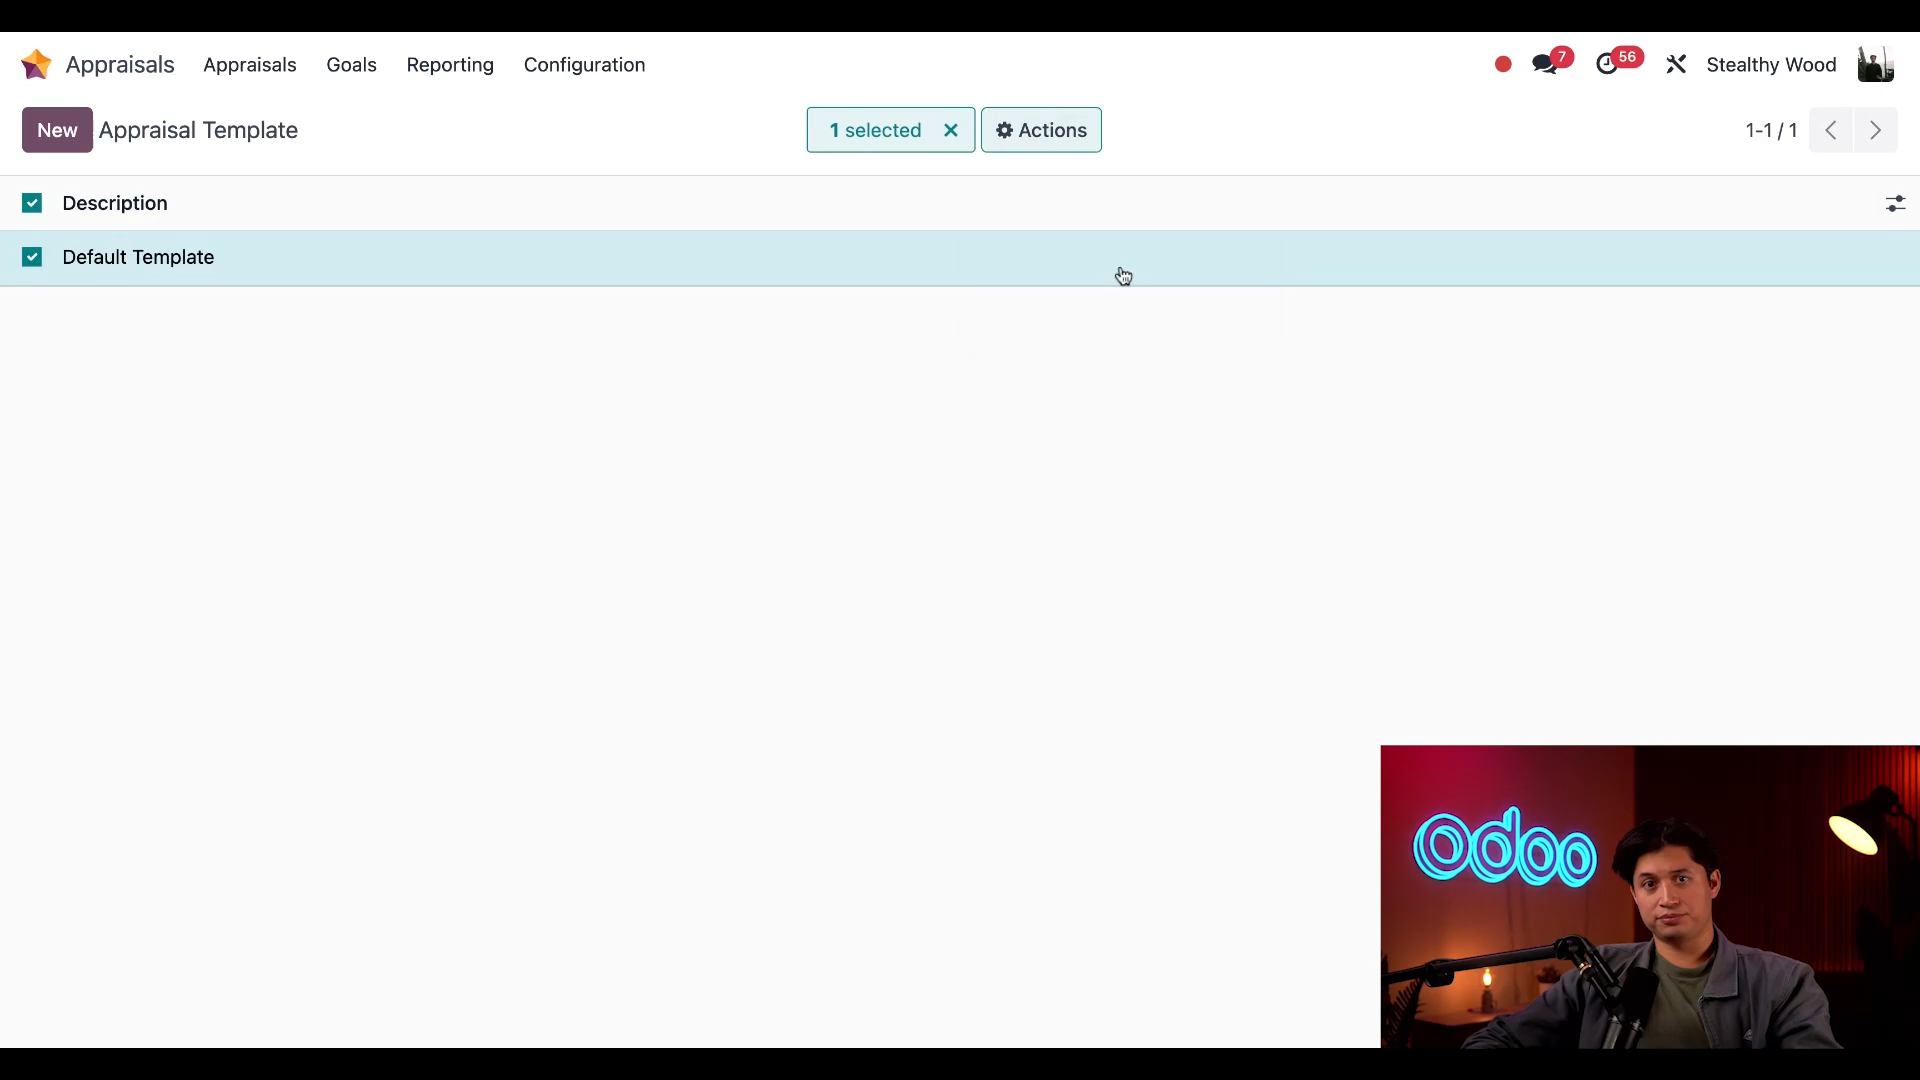 Appraisals Appraisals Goals Reporting Configuration 7 56 Stealthy Wood
New Appraisal Template 1 selected Actions 1-1 / 1
Description
Default Template
odoo